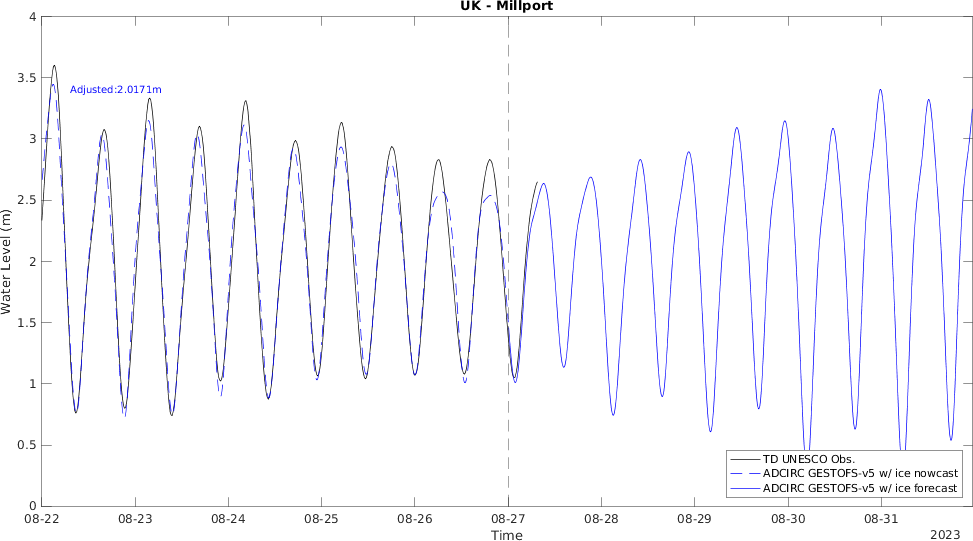 UK - Millport
4
3.5
3
2.5
2
1.5
1
0.5
0
Water Level (m)
Adjusted:2.0171m
TD UNESCO Obs.
ADCIRC GESTOFS-v5 w/ ice nowcast
ADCIRC GESTOFS-v5 w/ ice forecast
08-22 08-23 08-24 08-25 08-26 08-27 08-28 08-29 08-30 08-31
Time
2023